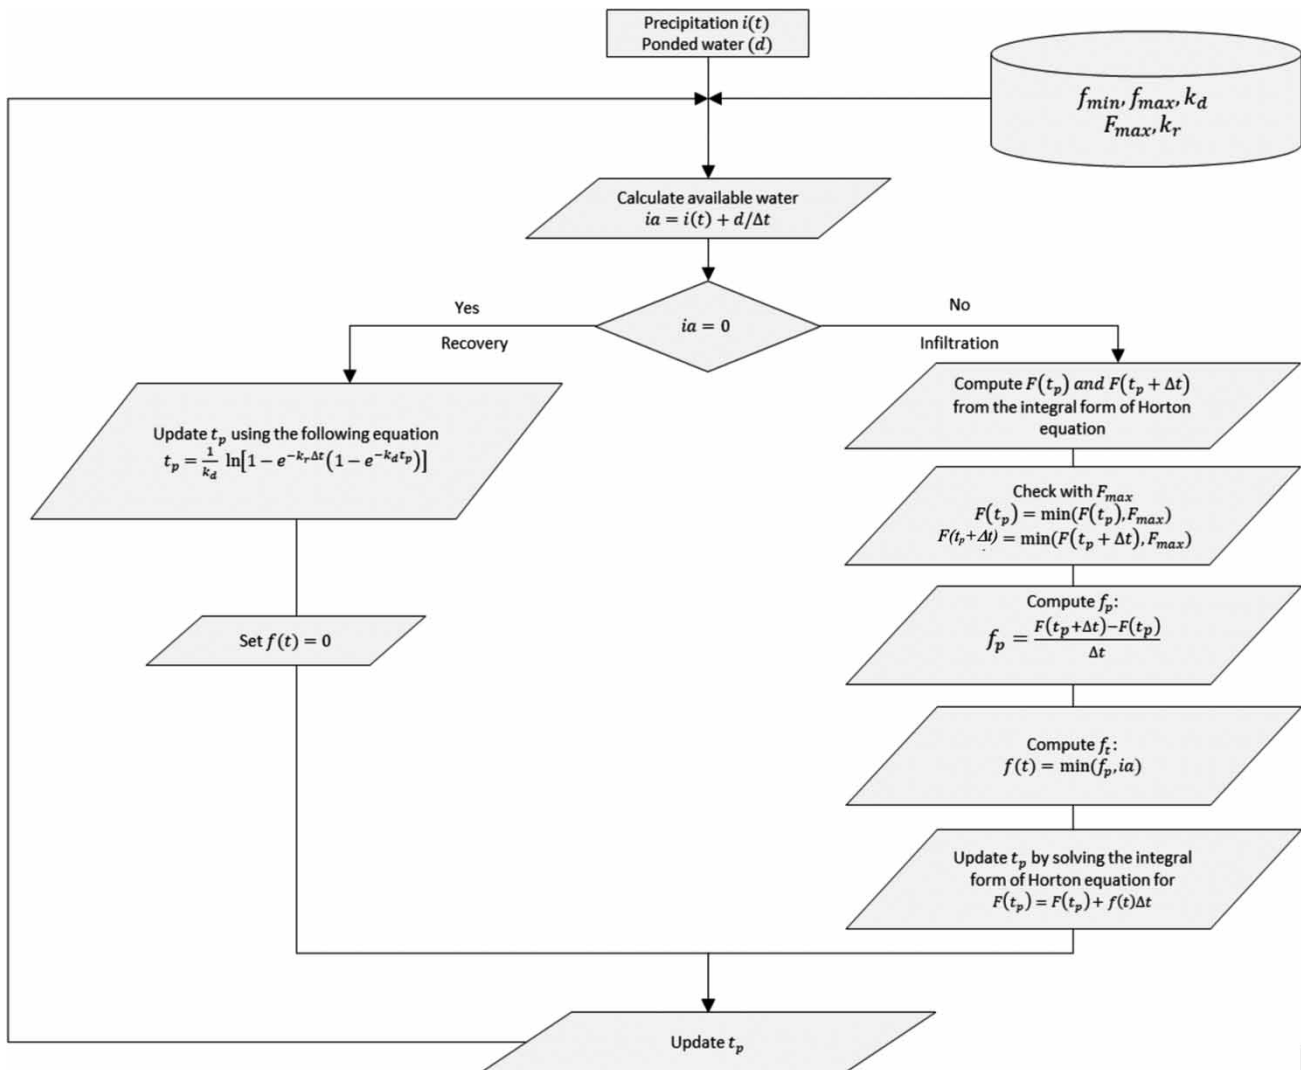 Precipitation i(t)
Ponded water (d)
f_min, f_max, k_d
F_max, k_r
Calculate available water
ia = i(t) + d/Δt
ia = 0
Yes
Recovery
No
Infiltration
Update t_p using the following equation
t_p = 1/k_d ln[1 − e^{−k_rΔt}(1 − e^{−k_dt_p})]
Set f(t) = 0
Compute F(t_p) and F(t_p + Δt)
from the integral form of Horton
equation
Check with F_max
F(t_p) = min(F(t_p), F_max)
F(t_p+Δt) = min(F(t_p + Δt), F_max)
Compute f_p:
f_p = F(t_p+Δt)−F(t_p) / Δt
Compute f_t:
f(t) = min(f_p, ia)
Update t_p by solving the integral
form of Horton equation for
F(t_p) = F(t_p) + f(t)Δt
Update t_p